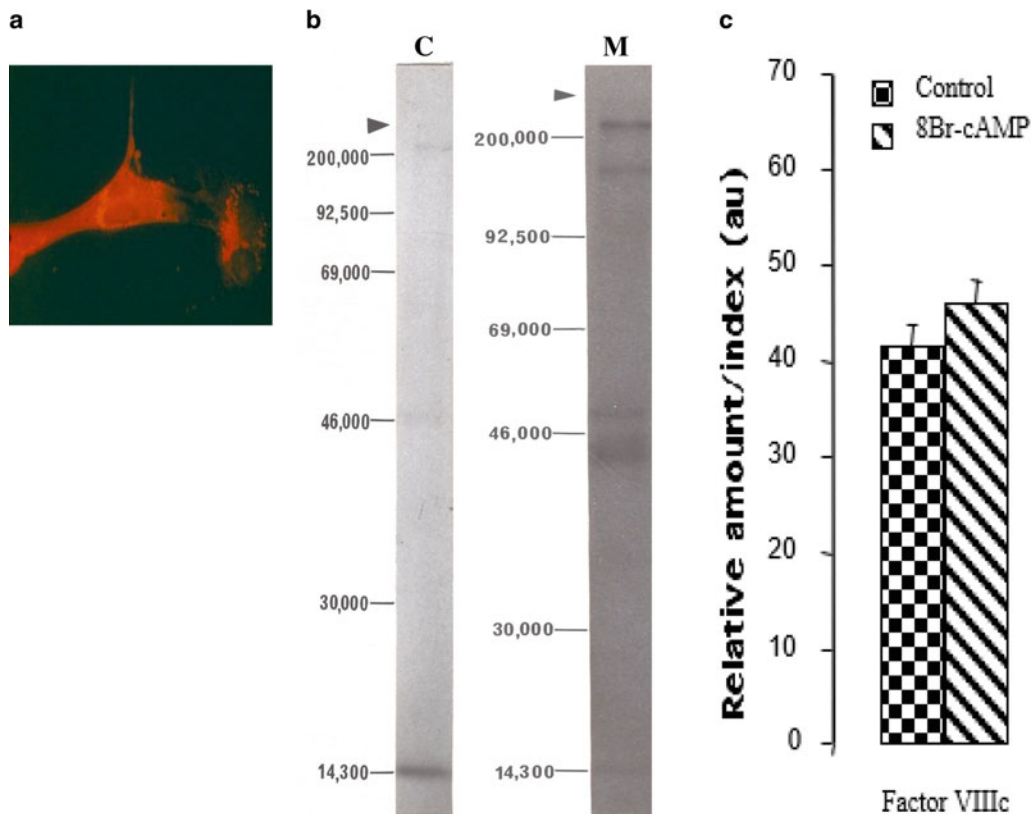 a
b
c
C
200,000
92,500
69,000
46,000
30,000
14,300
M
200,000
92,500
69,000
46,000
30,000
14,300
Relative amount/index (au)
70
60
50
40
30
20
10
0
Control
8Br-cAMP
Factor VIIIc